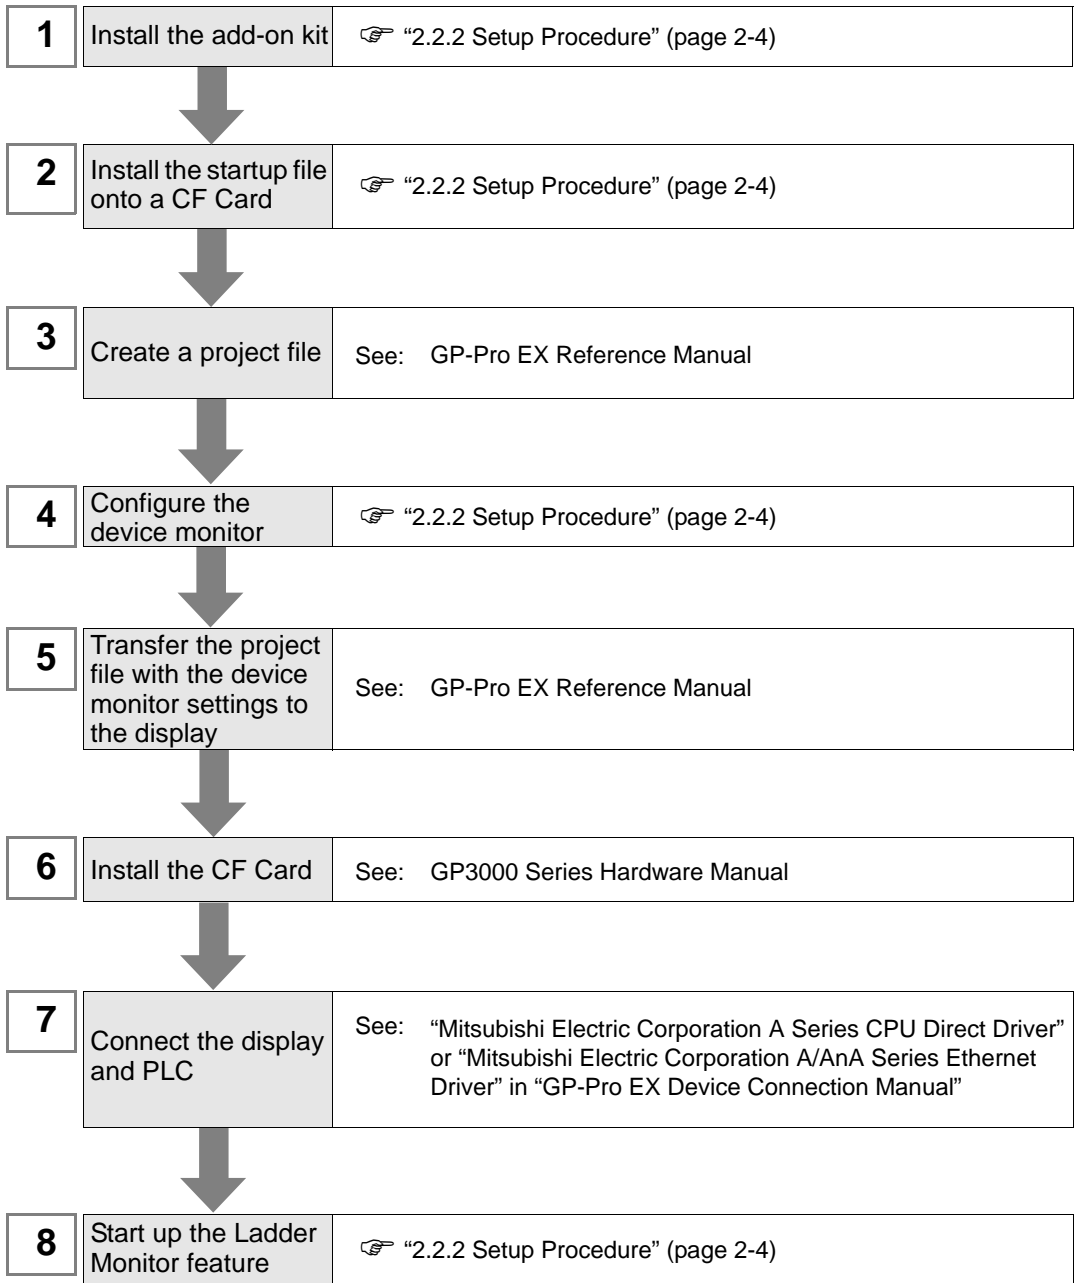 1
Install the add-on kit
☞ “2.2.2 Setup Procedure” (page 2-4)
2
Install the startup file
onto a CF Card
☞ “2.2.2 Setup Procedure” (page 2-4)
3
Create a project file
See: GP-Pro EX Reference Manual
4
Configure the
device monitor
☞ “2.2.2 Setup Procedure” (page 2-4)
5
Transfer the project
file with the device
monitor settings to
the display
See: GP-Pro EX Reference Manual
6
Install the CF Card
See: GP3000 Series Hardware Manual
7
Connect the display
and PLC
See: “Mitsubishi Electric Corporation A Series CPU Direct Driver”
or “Mitsubishi Electric Corporation A/AnA Series Ethernet
Driver” in “GP-Pro EX Device Connection Manual”
8
Start up the Ladder
Monitor feature
☞ “2.2.2 Setup Procedure” (page 2-4)